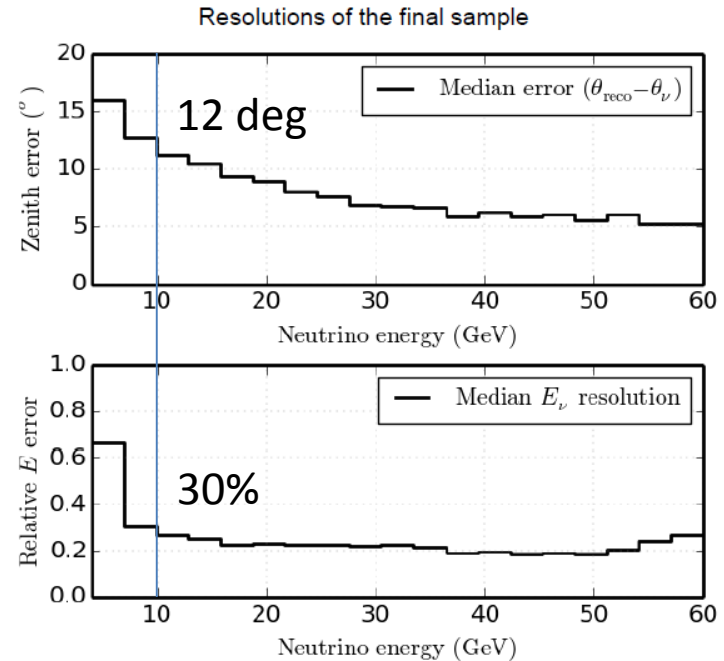 Resolutions of the final sample
20
15
10
5
0
Zenith error (°)
12 deg
Median error (θreco−θν)
10 20 30 40 50 60
Neutrino energy (GeV)
1.0
0.8
0.6
0.4
0.2
0.0
Relative E error
30%
Median Eν resolution
10 20 30 40 50 60
Neutrino energy (GeV)